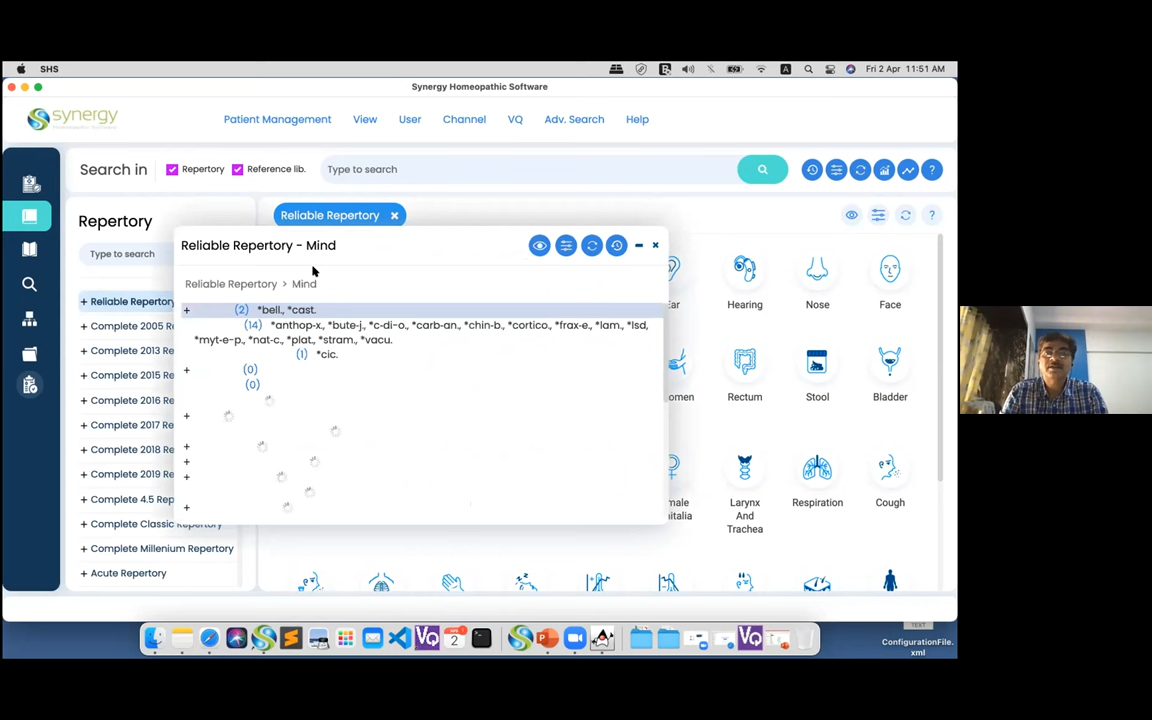 SHS
Fri 2 Apr 11:51 AM
Synergy Homeopathic Software
synergy
Patient Management View User Channel VQ Adv. Search Help
Search in Repertory Reference lib. Type to search ?
Repertory
Reliable Repertory ×
?
Type to search
Reliable Repertory - Mind
Reliable Repertory > Mind
+ (2) *bell., *cast.
(14) *anthop-x., *bute-j., *c-di-o., *carb-an., *chin-b., *cortico., *frax-e., *lam., *lsd,
*myt-e-p., *nat-c., *plat., *stram., *vacu.
(1) *cic.
+ (0)
(0)
+
+
+
+
+
+ Reliable Repertory
+ Complete 2005 Re
+ Complete 2013 Re
+ Complete 2015 Re
+ Complete 2016 Re
+ Complete 2017 Re
+ Complete 2018 Re
+ Complete 2019 Re
+ Complete 4.5 Rep
+ Complete Classic Repertory
+ Complete Millenium Repertory
+ Acute Repertory
Ear Hearing Nose Face
omen Rectum Stool Bladder
male
nitalia
Larynx
And
Trachea
Respiration Cough
VQ APR 2 VQ
TEXT
ConfigurationFile.
xml